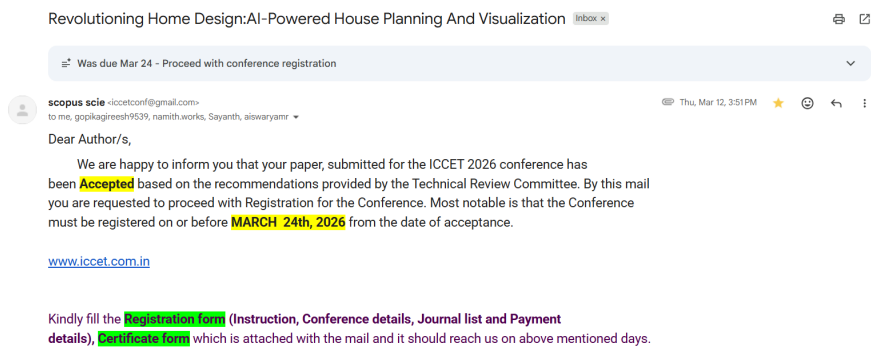 Revolutioning Home Design:AI-Powered House Planning And Visualization Inbox ×
Was due Mar 24 - Proceed with conference registration
scopus scie <iccetconf@gmail.com> Thu, Mar 12, 3:51 PM
to me, gopikagireesh9539, namith.works, Sayanth, aiswaryamr
Dear Author/s,
We are happy to inform you that your paper, submitted for the ICCET 2026 conference has
been Accepted based on the recommendations provided by the Technical Review Committee. By this mail
you are requested to proceed with Registration for the Conference. Most notable is that the Conference
must be registered on or before MARCH 24th, 2026 from the date of acceptance.
www.iccet.com.in
Kindly fill the Registration form (Instruction, Conference details, Journal list and Payment
details), Certificate form which is attached with the mail and it should reach us on above mentioned days.